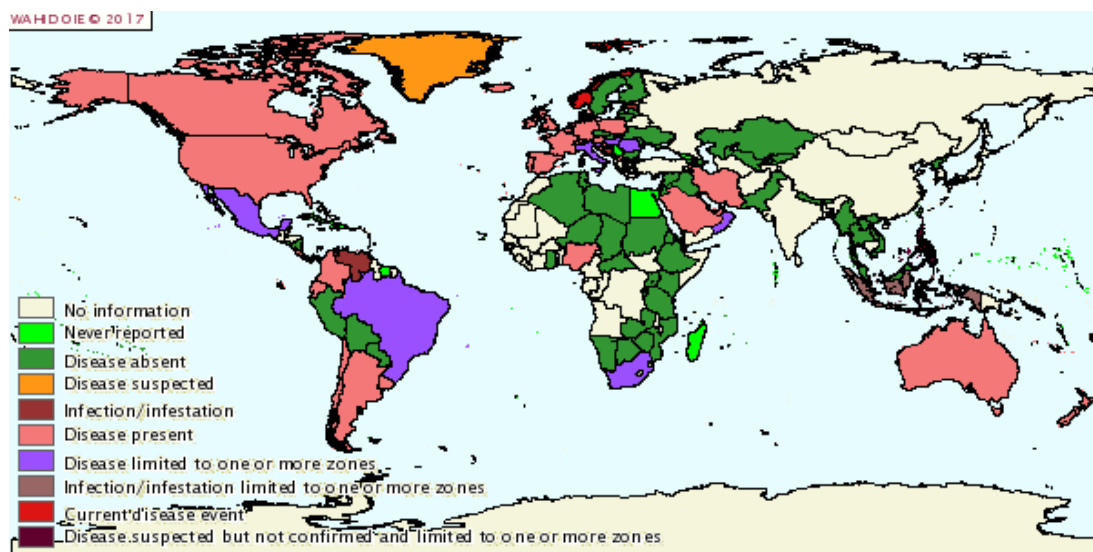 WAHIDOIE © 2017
No information
Never reported
Disease absent
Disease suspected
Infection/infestation
Disease present
Disease limited to one or more zones
Infection/infestation limited to one or more zones
Current disease event
Disease suspected but not confirmed and limited to one or more zones